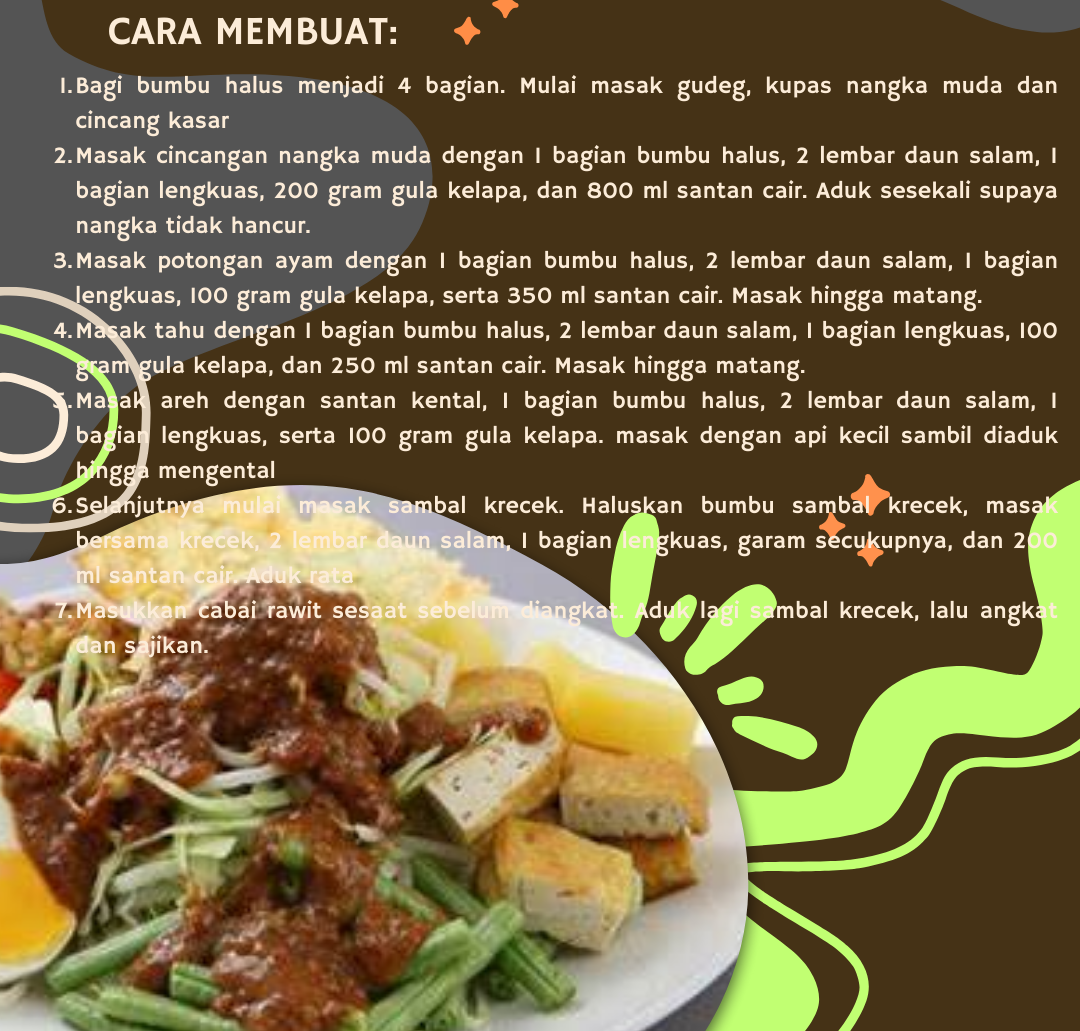 CARA MEMBUAT:
1. Bagi bumbu halus menjadi 4 bagian. Mulai masak gudeg, kupas nangka muda dan
cincang kasar
2. Masak cincangan nangka muda dengan 1 bagian bumbu halus, 2 lembar daun salam, 1
bagian lengkuas, 200 gram gula kelapa, dan 800 ml santan cair. Aduk sesekali supaya
nangka tidak hancur.
3. Masak potongan ayam dengan 1 bagian bumbu halus, 2 lembar daun salam, 1 bagian
lengkuas, 100 gram gula kelapa, serta 350 ml santan cair. Masak hingga matang.
4. Masak tahu dengan 1 bagian bumbu halus, 2 lembar daun salam, 1 bagian lengkuas, 100
gram gula kelapa, dan 250 ml santan cair. Masak hingga matang.
5. Masak areh dengan santan kental, 1 bagian bumbu halus, 2 lembar daun salam, 1
bagian lengkuas, serta 100 gram gula kelapa. masak dengan api kecil sambil diaduk
hingga mengental
6. Selanjutnya mulai masak sambal krecek. Haluskan bumbu sambal krecek, masak
bersama krecek, 2 lembar daun salam, 1 bagian lengkuas, garam secukupnya, dan 200
ml santan cair. Aduk rata
7. Masukkan cabai rawit sesaat sebelum diangkat. Aduk lagi sambal krecek, lalu angkat
dan sajikan.